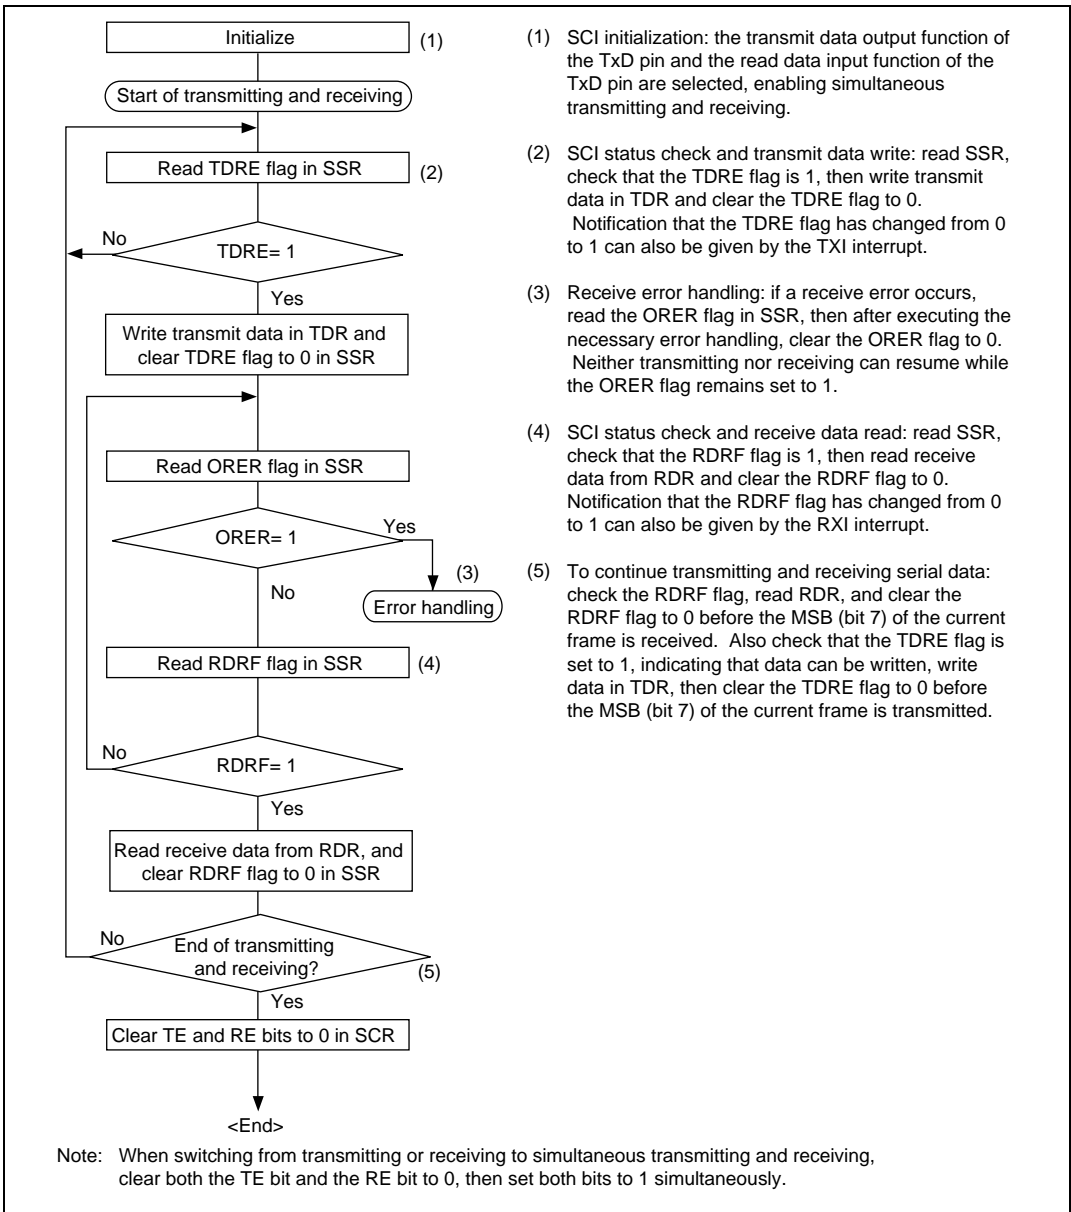 Initialize
(1)
Start of transmitting and receiving
Read TDRE flag in SSR
(2)
No
TDRE= 1
Yes
Write transmit data in TDR and
clear TDRE flag to 0 in SSR
Read ORER flag in SSR
ORER= 1
Yes
(3)
No
Error handling
Read RDRF flag in SSR
(4)
No
RDRF= 1
Yes
Read receive data from RDR, and
clear RDRF flag to 0 in SSR
No
End of transmitting
and receiving?
(5)
Yes
Clear TE and RE bits to 0 in SCR
<End>
(1) SCI initialization: the transmit data output function of
the TxD pin and the read data input function of the
TxD pin are selected, enabling simultaneous
transmitting and receiving.
(2) SCI status check and transmit data write: read SSR,
check that the TDRE flag is 1, then write transmit
data in TDR and clear the TDRE flag to 0.
Notification that the TDRE flag has changed from 0
to 1 can also be given by the TXI interrupt.
(3) Receive error handling: if a receive error occurs,
read the ORER flag in SSR, then after executing the
necessary error handling, clear the ORER flag to 0.
Neither transmitting nor receiving can resume while
the ORER flag remains set to 1.
(4) SCI status check and receive data read: read SSR,
check that the RDRF flag is 1, then read receive
data from RDR and clear the RDRF flag to 0.
Notification that the RDRF flag has changed from 0
to 1 can also be given by the RXI interrupt.
(5) To continue transmitting and receiving serial data:
check the RDRF flag, read RDR, and clear the
RDRF flag to 0 before the MSB (bit 7) of the current
frame is received. Also check that the TDRE flag is
set to 1, indicating that data can be written, write
data in TDR, then clear the TDRE flag to 0 before
the MSB (bit 7) of the current frame is transmitted.
Note: When switching from transmitting or receiving to simultaneous transmitting and receiving,
clear both the TE bit and the RE bit to 0, then set both bits to 1 simultaneously.